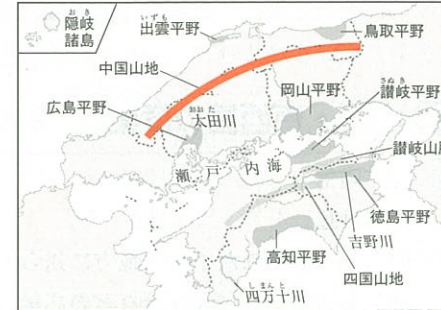 おき
隠岐
諸島
いずも
出雲平野
鳥取平野
中国山地
岡山平野
さぬき
讃岐平野
広島平野
おおた
太田川
讃岐山脈
瀬戸内海
徳島平野
吉野川
高知平野
四国山地
しまんと
四万十川